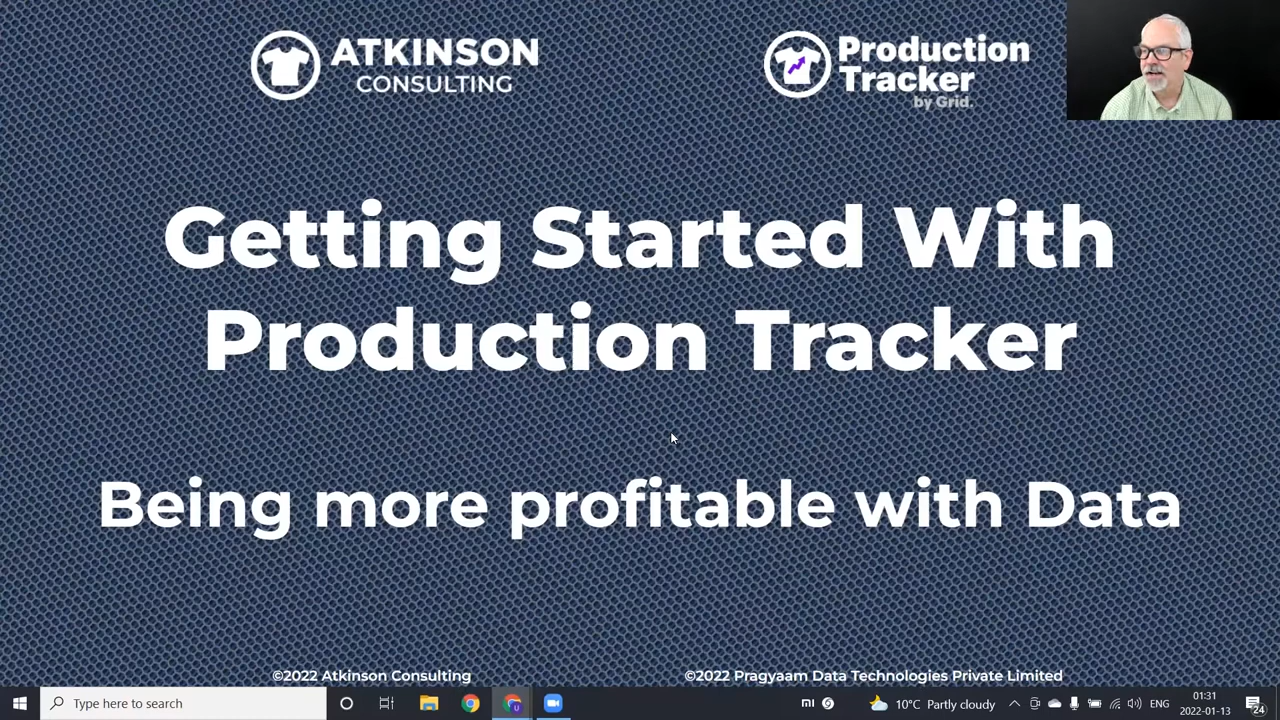 ATKINSON
CONSULTING
Production
Tracker
by Grid.
Getting Started With
Production Tracker
Being more profitable with Data
©2022 Atkinson Consulting
©2022 Pragyaam Data Technologies Private Limited
Type here to search
10°C Partly cloudy
ENG
01:31
2022-01-13
24